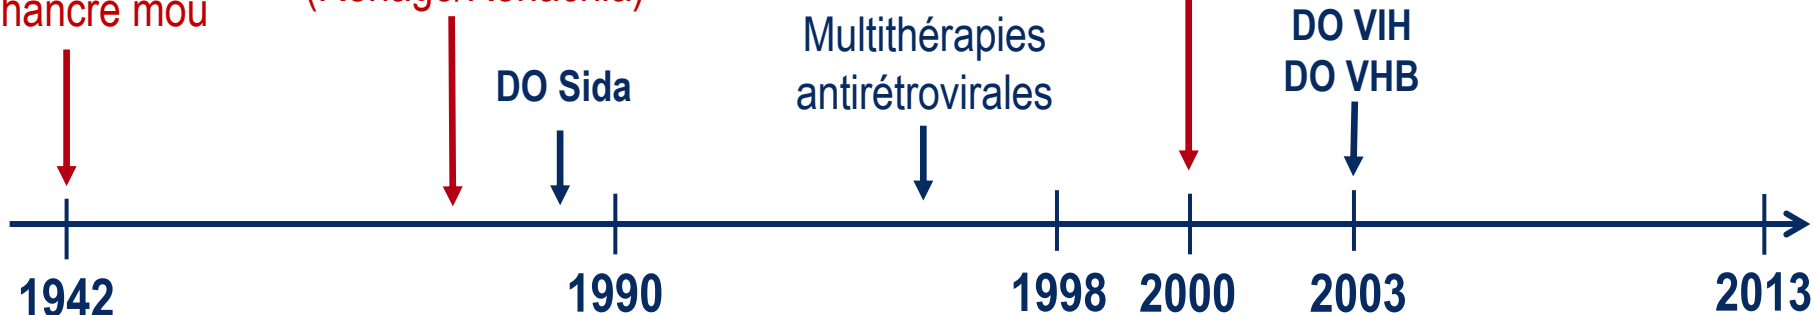 hancre mou
DO Sida
Multithérapies
antirétrovirales
DO VIH
DO VHB
1942
1990
1998
2000
2003
2013